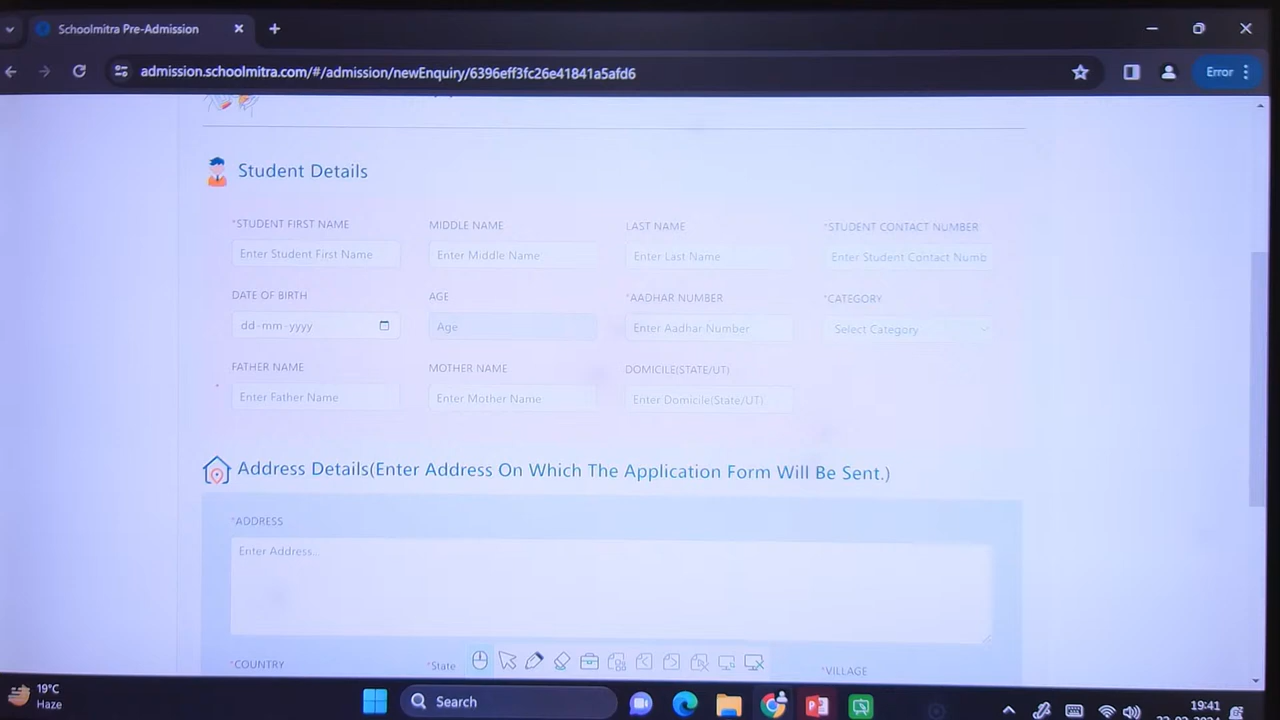 Schoolmitra Pre-Admission
admission.schoolmitra.com/#/admission/newEnquiry/6396eff3fc26e41841a5afd6
Error
Student Details
*STUDENT FIRST NAME MIDDLE NAME LAST NAME *STUDENT CONTACT NUMBER
Enter Student First Name Enter Middle Name Enter Last Name Enter Student Contact Numb
DATE OF BIRTH AGE *AADHAR NUMBER *CATEGORY
dd-mm-yyyy Age Enter Aadhar Number Select Category
FATHER NAME MOTHER NAME DOMICILE(STATE/UT)
* Enter Father Name Enter Mother Name Enter Domicile(State/UT)
Address Details(Enter Address On Which The Application Form Will Be Sent.)
*ADDRESS
Enter Address...
*COUNTRY *State *VILLAGE
19°C
Haze
Search
19:41